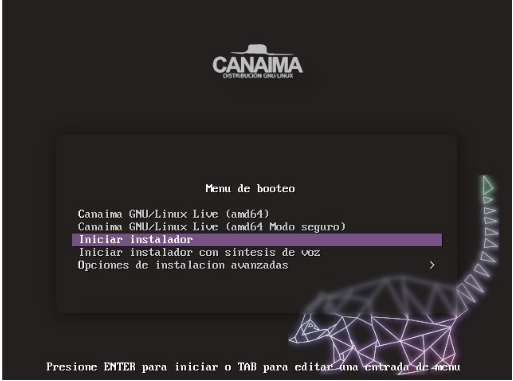 CANAIMA
DISTRIBUCIÓN GNU LINUX
Menu de booteo
Canaima GNU/Linux Live (amd64)
Canaima GNU/Linux Live (amd64 Modo seguro)
Iniciar instalador
Iniciar instalador con sintesis de voz
Opciones de instalacion avanzadas >
Presione ENTER para iniciar o TAB para editar una entrada de menu